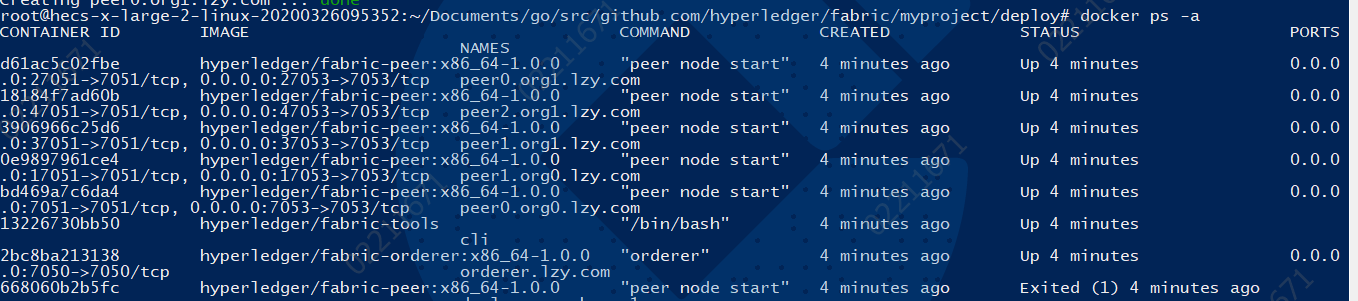 Creating peer0.org1.lzy.com ... done
root@hecs-x-large-2-linux-20200326095352:~/Documents/go/src/github.com/hyperledger/fabric/myproject/deploy# docker ps -a
CONTAINER ID IMAGE COMMAND CREATED STATUS PORTS
NAMES
d61ac5c02fbe hyperledger/fabric-peer:x86_64-1.0.0 "peer node start" 4 minutes ago Up 4 minutes 0.0.0
.0:27051->7051/tcp, 0.0.0.0:27053->7053/tcp peer0.org1.lzy.com
18184f7ad60b hyperledger/fabric-peer:x86_64-1.0.0 "peer node start" 4 minutes ago Up 4 minutes 0.0.0
.0:47051->7051/tcp, 0.0.0.0:47053->7053/tcp peer2.org1.lzy.com
3906966c25d6 hyperledger/fabric-peer:x86_64-1.0.0 "peer node start" 4 minutes ago Up 4 minutes 0.0.0
.0:37051->7051/tcp, 0.0.0.0:37053->7053/tcp peer1.org1.lzy.com
0e9897961ce4 hyperledger/fabric-peer:x86_64-1.0.0 "peer node start" 4 minutes ago Up 4 minutes 0.0.0
.0:17051->7051/tcp, 0.0.0.0:17053->7053/tcp peer1.org0.lzy.com
bd469a7c6da4 hyperledger/fabric-peer:x86_64-1.0.0 "peer node start" 4 minutes ago Up 4 minutes 0.0.0
.0:7051->7051/tcp, 0.0.0.0:7053->7053/tcp peer0.org0.lzy.com
13226730bb50 hyperledger/fabric-tools "/bin/bash" 4 minutes ago Up 4 minutes
cli
2bc8ba213138 hyperledger/fabric-orderer:x86_64-1.0.0 "orderer" 4 minutes ago Up 4 minutes 0.0.0
.0:7050->7050/tcp orderer.lzy.com
668060b2b5fc hyperledger/fabric-peer:x86_64-1.0.0 "peer node start" 4 minutes ago Exited (1) 4 minutes ago